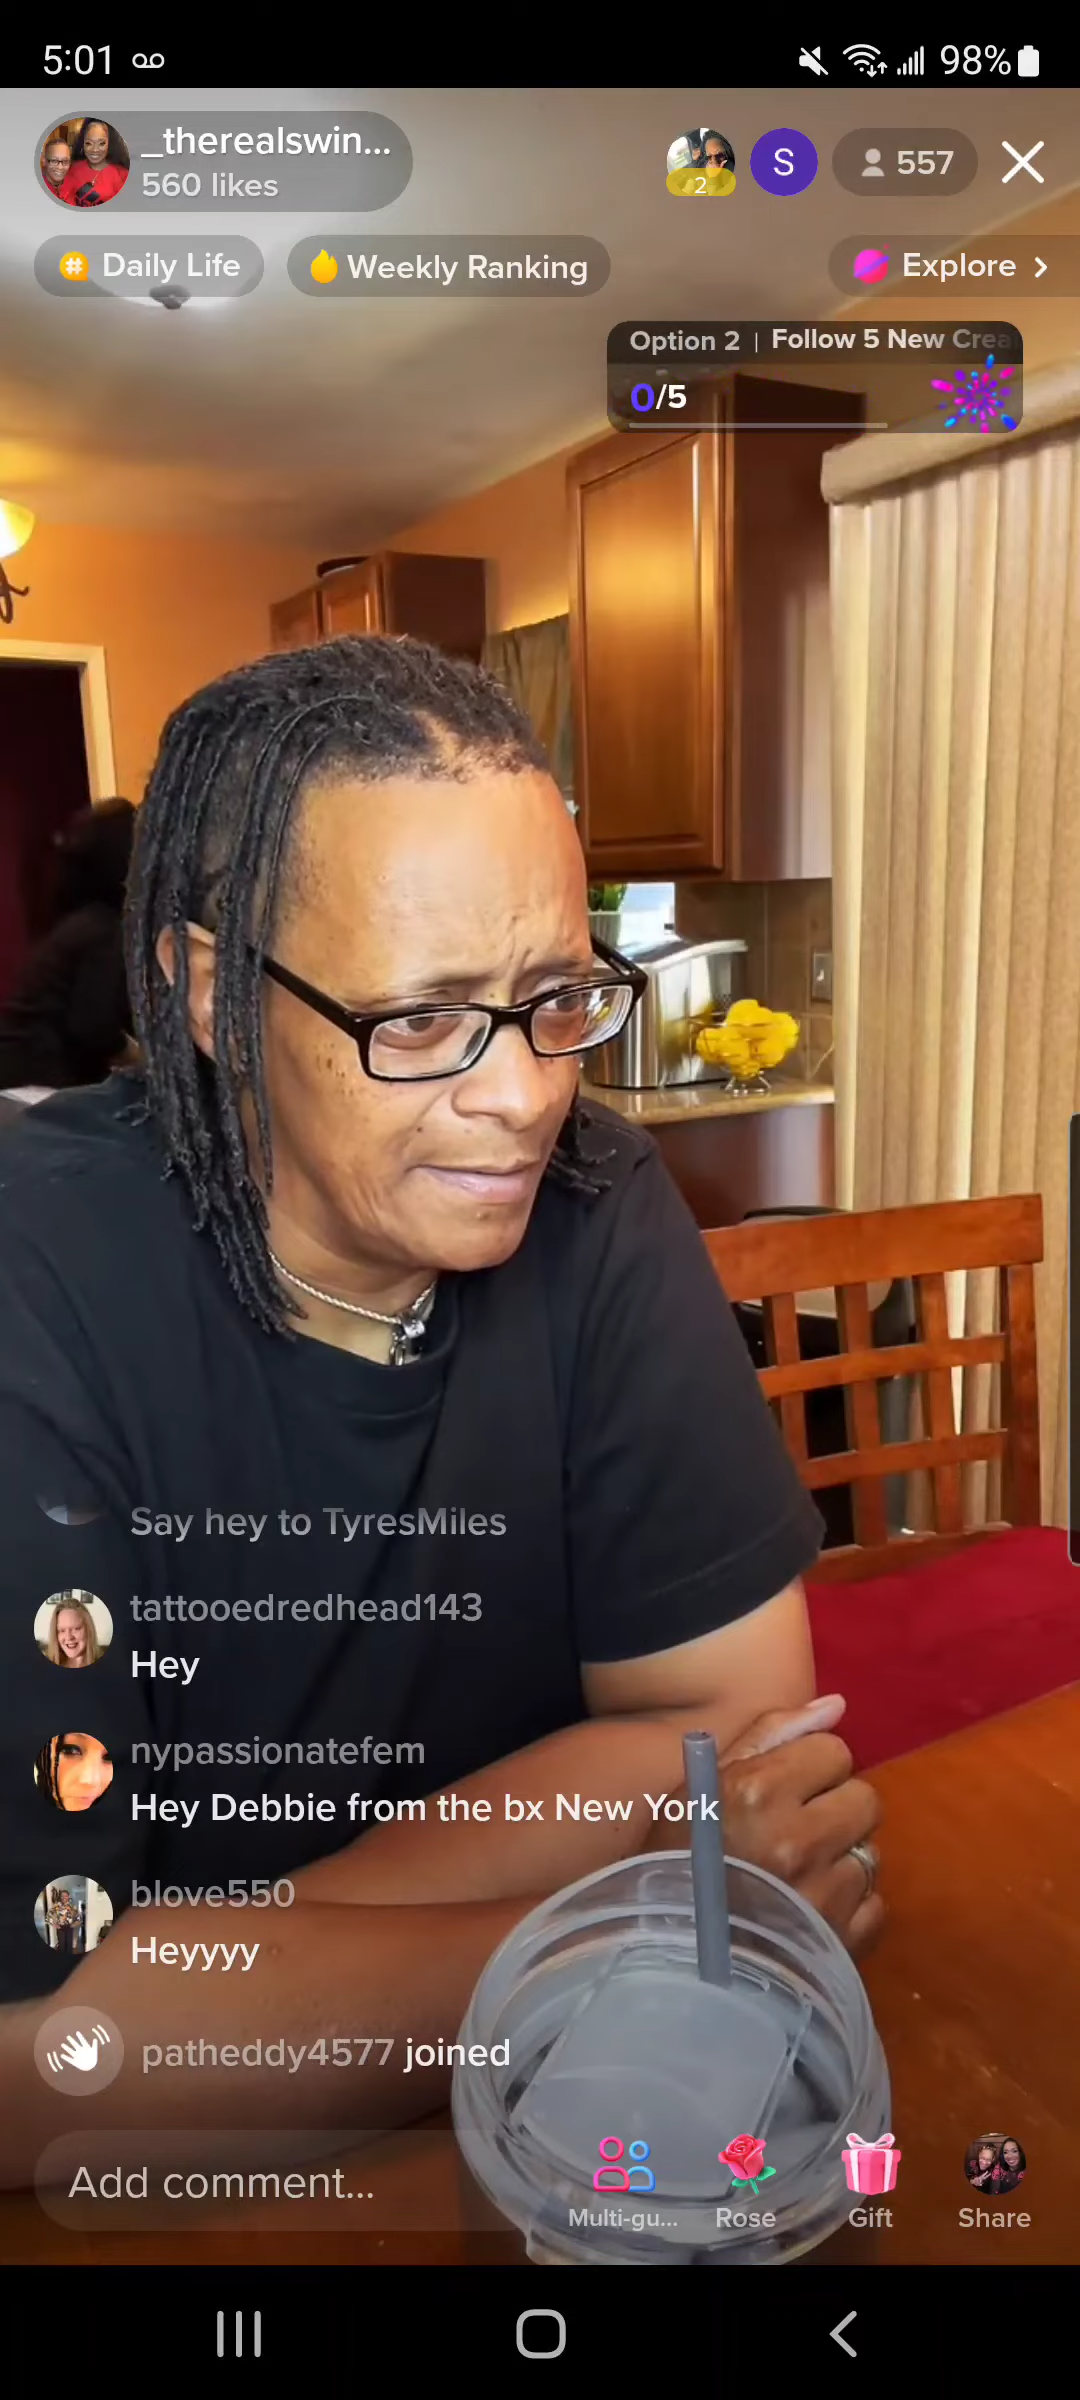 5:01
98%
_therealswin...
560 likes
2
S
557
Daily Life
Weekly Ranking
Explore
Option 2 | Follow 5 New Crea
0/5
Say hey to TyresMiles
tattooedredhead143
Hey
nypassionatefem
Hey Debbie from the bx New York
blove550
Heyyyy
patheddy4577 joined
Add comment...
Multi-gu...
Rose
Gift
Share